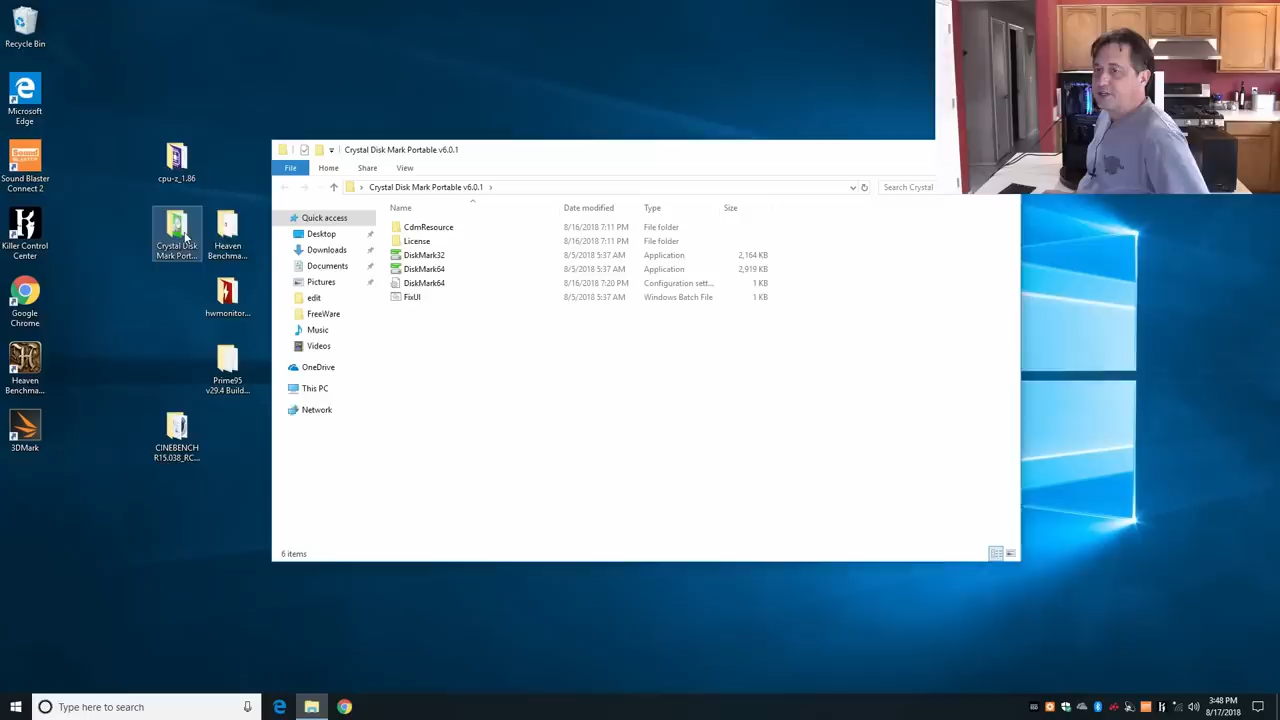 Recycle Bin
Microsoft
Edge
Sound Blaster
Connect 2
Killer Control
Center
Google
Chrome
Heaven
Benchma...
3DMark
cpu-z_1.86
Crystal Disk
Mark Port...
Heaven
Benchma...
hwmonitor...
Prime95
v29.4 Build...
CINEBENCH
R15.038_RC...
Crystal Disk Mark Portable v6.0.1
File Home Share View
Crystal Disk Mark Portable v6.0.1
Search Crystal
Name Date modified Type Size
Quick access
Desktop
Downloads
Documents
Pictures
edit
FreeWare
Music
Videos
OneDrive
This PC
Network
CdmResource 8/16/2018 7:11 PM File folder
License 8/16/2018 7:11 PM File folder
DiskMark32 8/5/2018 5:37 AM Application 2,164 KB
DiskMark64 8/5/2018 5:37 AM Application 2,919 KB
DiskMark64 8/16/2018 7:20 PM Configuration sett... 1 KB
FixUI 8/5/2018 5:37 AM Windows Batch File 1 KB
6 items
Type here to search
3:48 PM
8/17/2018